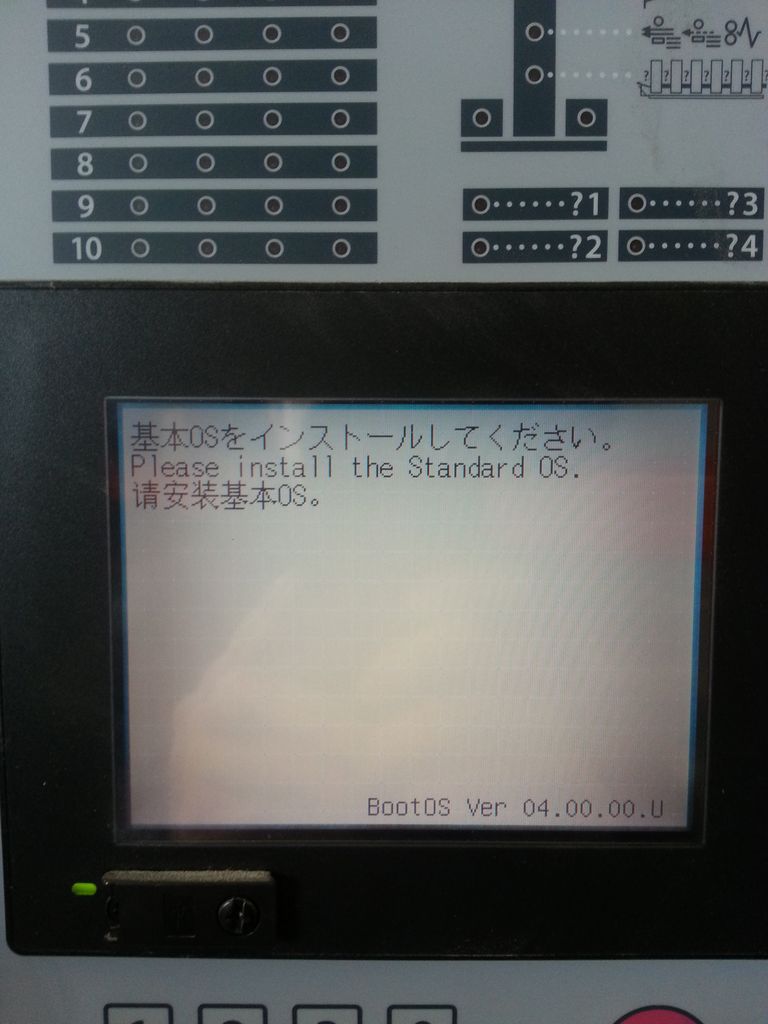 5
6
7
8
9
10
?1
?3
?2
?4
基本OSをインストールしてください。
Please install the Standard OS.
请安装基本OS。
BootOS Ver 04.00.00.U